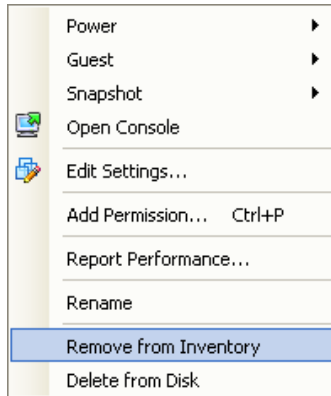 Power
Guest
Snapshot
Open Console
Edit Settings...
Add Permission... Ctrl+P
Report Performance...
Rename
Remove from Inventory
Delete from Disk